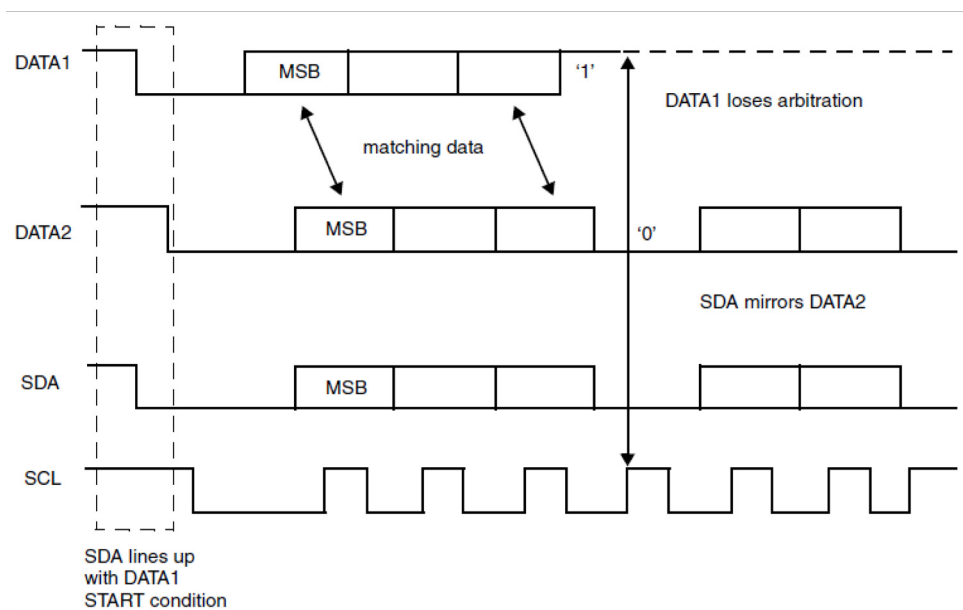 DATA1
MSB
‘1’
DATA1 loses arbitration
matching data
DATA2
MSB
‘0’
SDA mirrors DATA2
SDA
MSB
SCL
SDA lines up
with DATA1
START condition